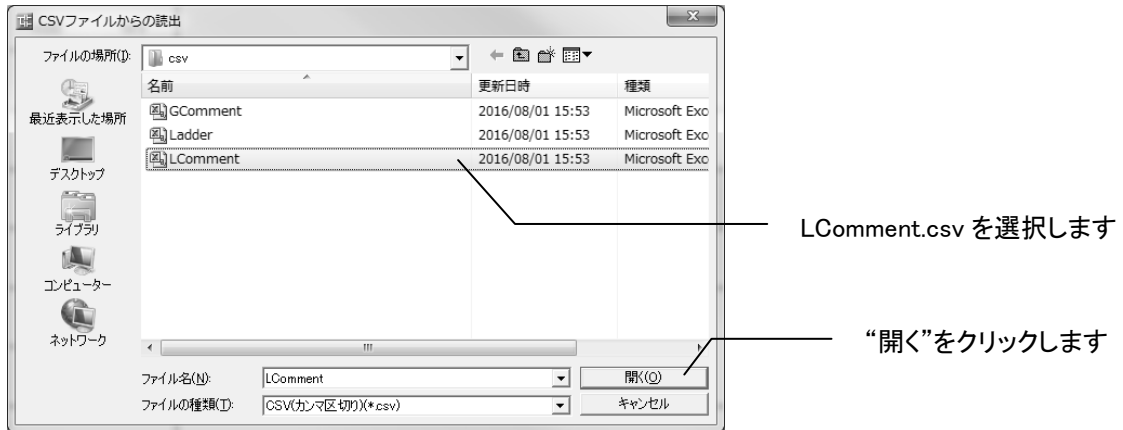 CSVファイルからの読出
ファイルの場所(I):
csv
名前
更新日時
種類
GComment
2016/08/01 15:53
Microsoft Exc
Ladder
2016/08/01 15:53
Microsoft Exc
LComment
2016/08/01 15:53
Microsoft Exc
最近表示した場所
デスクトップ
ライブラリ
コンピューター
ネットワーク
LComment.csv を選択します
“開く”をクリックします
ファイル名(N):
LComment
開く(O)
ファイルの種類(T):
CSV(カンマ区切り)(*.csv)
キャンセル